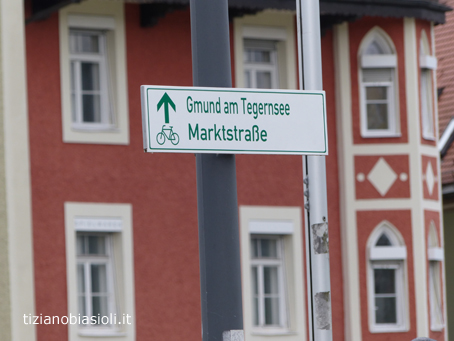 Gmund am Tegernsee
Marktstraße
tizianobiasioli.it